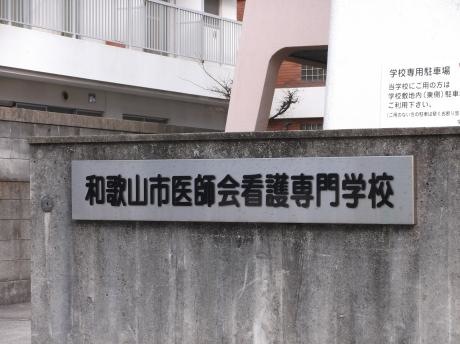 学校専用駐車場
当学校にご用の方は
学校敷地内(東側)駐車
ご利用下さい。
和歌山市医師会看護専門学校